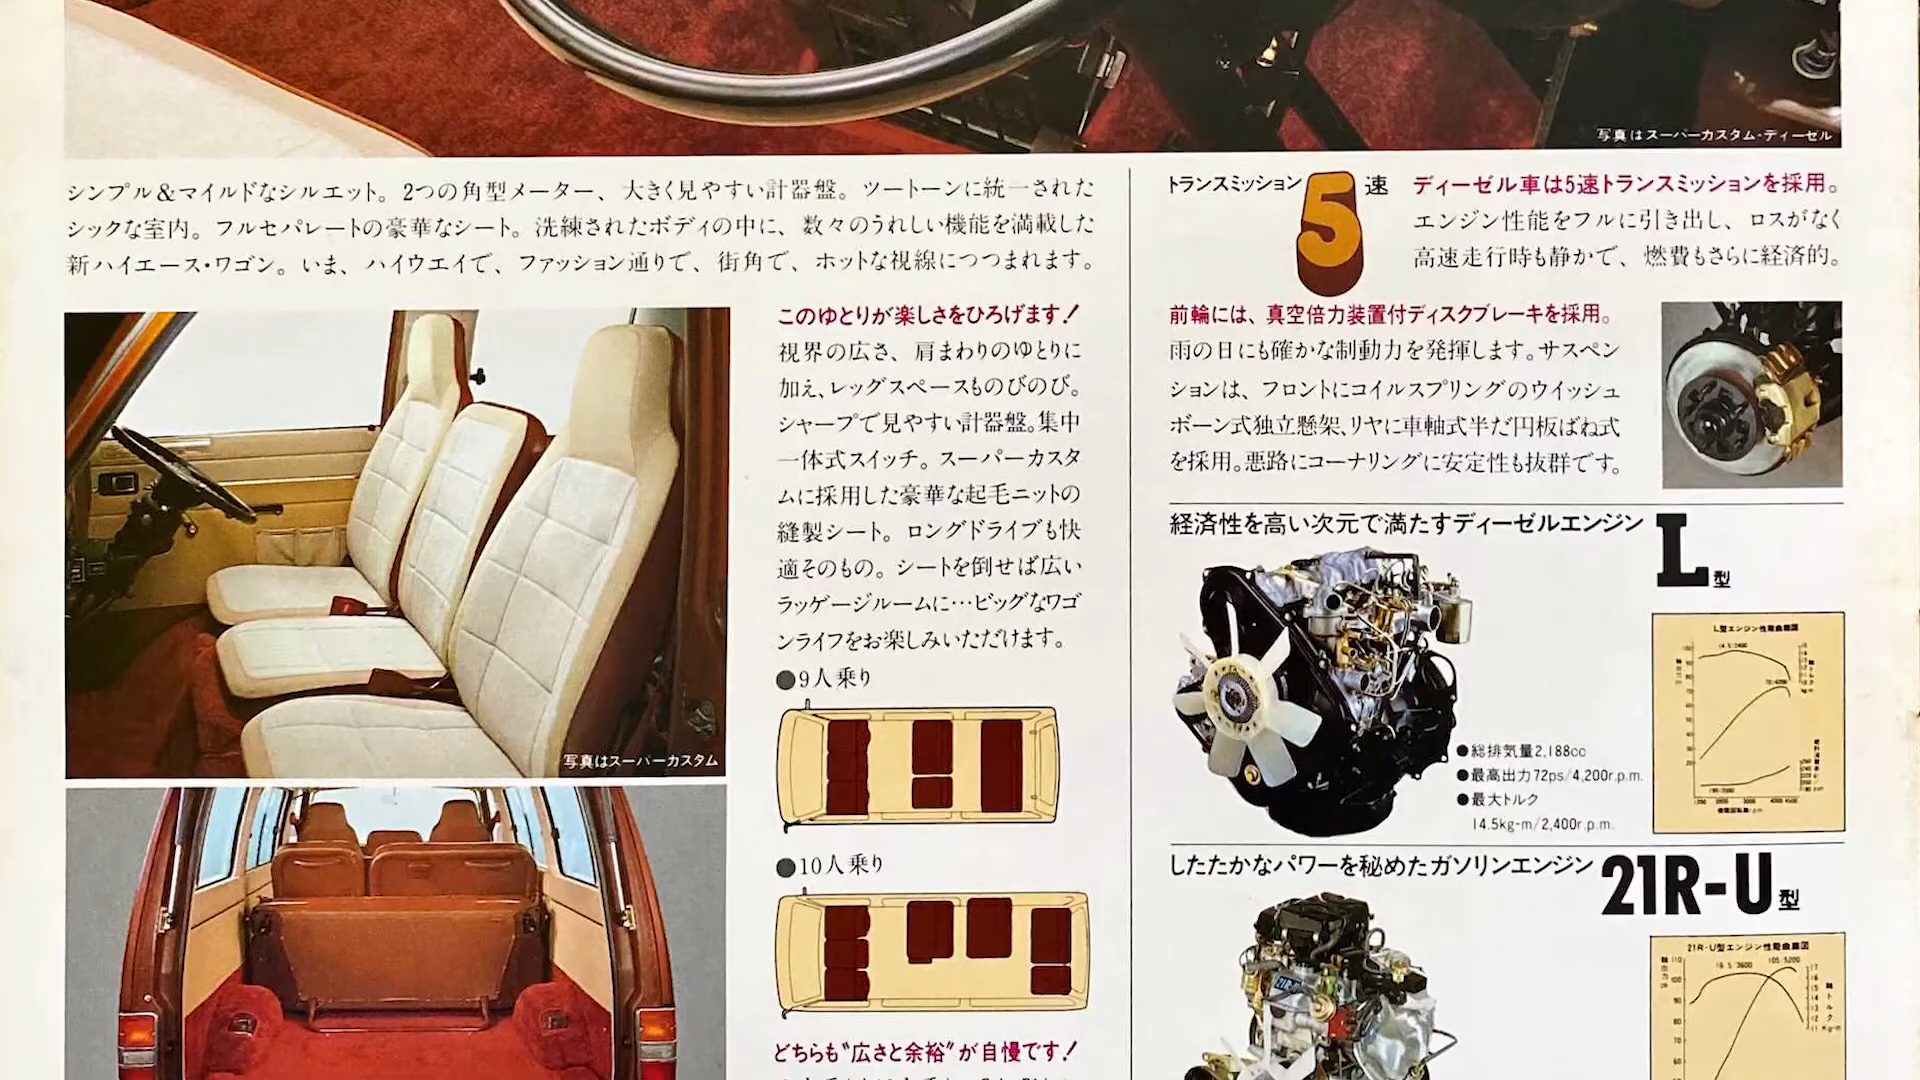 写真はスーパーカスタム-ディーゼル
シンプル&マイルドなシルエット。2つの角型メーター、大きく見やすい計器盤。ツートーンに統一された
シックな室内。フルセパレートの豪華なシート。洗練されたボディの中に、数々のうれしい機能を満載した
新ハイエース・ワゴン。いま、ハイウエイで、ファッション通りで、街角で、ホットな視線につつまれます。
写真はスーパーカスタム
このゆとりが楽しさをひろげます!
視界の広さ、肩まわりのゆとりに
加え、レッグスペースものびのび。
シャープで見やすい計器盤。集中
一体式スイッチ。スーパーカスタ
ムに採用した豪華な起毛ニットの
縫製シート。ロングドライブも快
適そのもの。シートを倒せば広い
ラッゲージルームに…ビッグなワゴ
ンライフをお楽しみいただけます。
●9人乗り
●10人乗り
どちらも“広さと余裕”が自慢です!
トランスミッション5速
ディーゼル車は5速トランスミッションを採用。
エンジン性能をフルに引き出し、ロスがなく
高速走行時も静かで、燃費もさらに経済的。
前輪には、真空倍力装置付ディスクブレーキを採用。
雨の日にも確かな制動力を発揮します。サスペン
ションは、フロントにコイルスプリングのウイッシュ
ボーン式独立懸架、リヤに車軸式半だ円板ばね式
を採用。悪路にコーナリングに安定性も抜群です。
経済性を高い次元で満たすディーゼルエンジン L型
●総排気量2,188cc
●最高出力72ps/4,200r.p.m.
●最大トルク
14.5kg-m/2,400r.p.m.
L型エンジン性能曲線図
14.5/2400
72/4200
したたかなパワーを秘めたガソリンエンジン 21R-U型
21R-U型エンジン性能曲線図
16.5/3600
105/5200